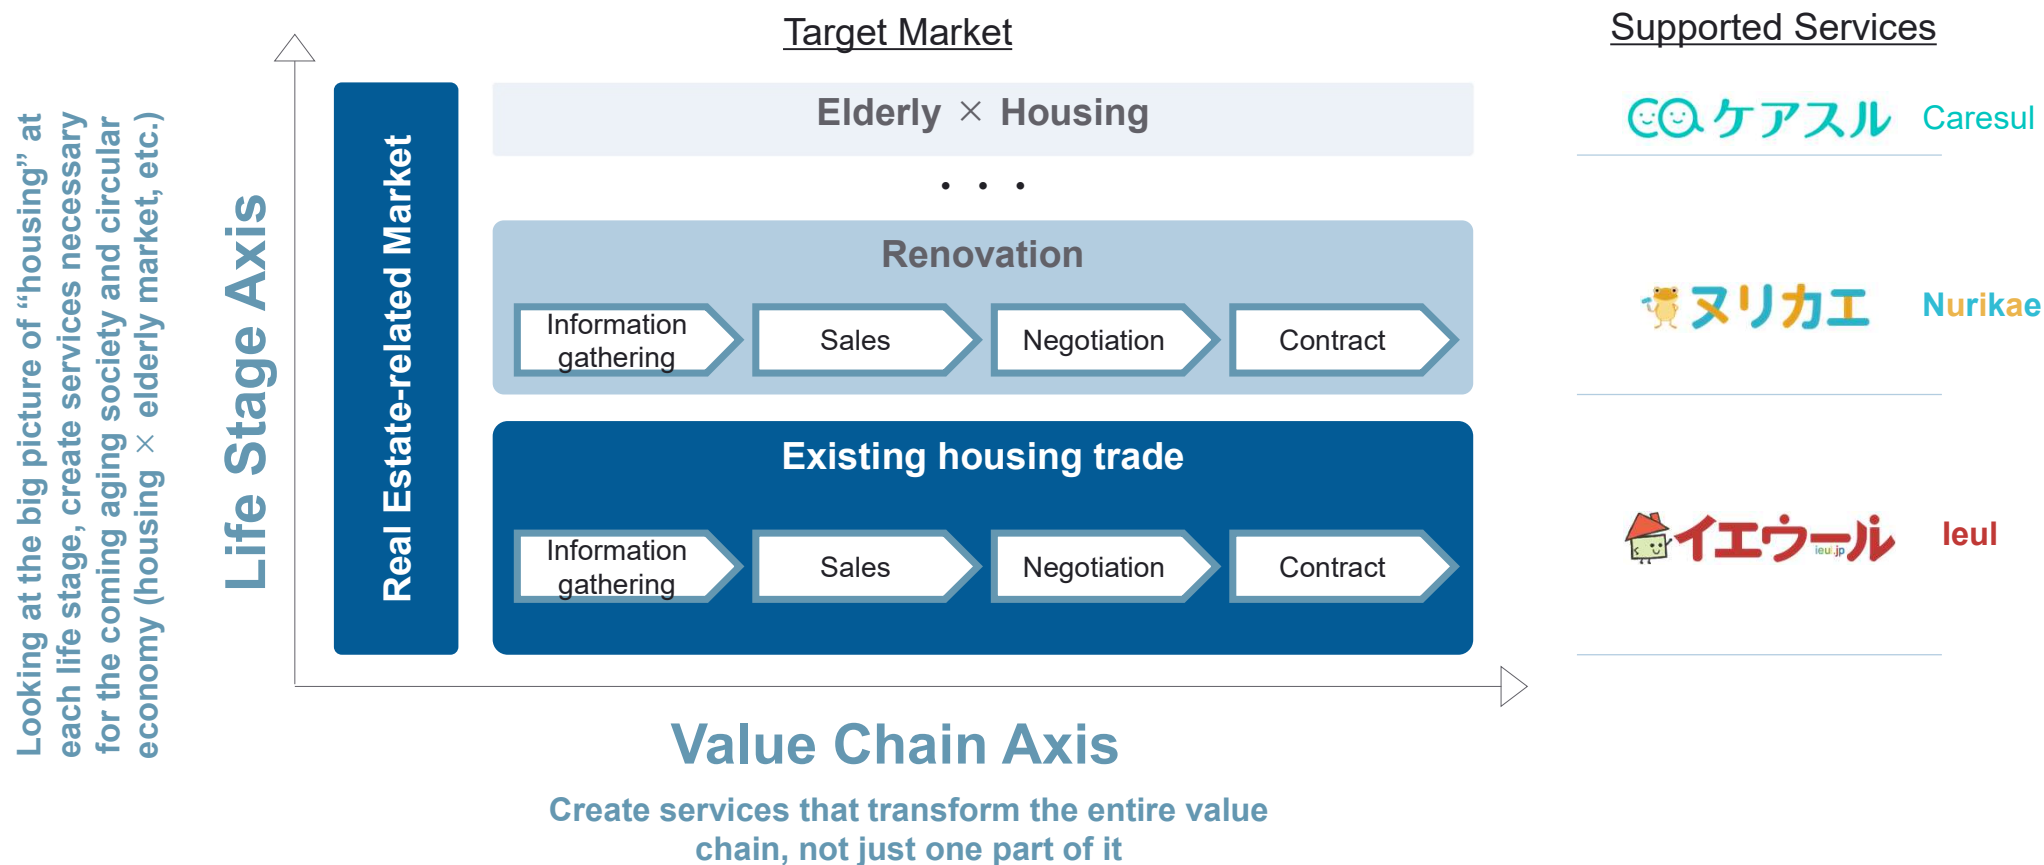 Target Market
Supported Services
Looking at the big picture of “housing” at
each life stage, create services necessary
for the coming aging society and circular
economy (housing × elderly market, etc.)
Life Stage Axis
Real Estate-related Market
Elderly × Housing
ケアスル
Caresul
・・・
Renovation
Information
gathering
Sales
Negotiation
Contract
ヌリカエ
Nurikae
Existing housing trade
Information
gathering
Sales
Negotiation
Contract
イエウール
ieul.jp
Ieul
Value Chain Axis
Create services that transform the entire value
chain, not just one part of it